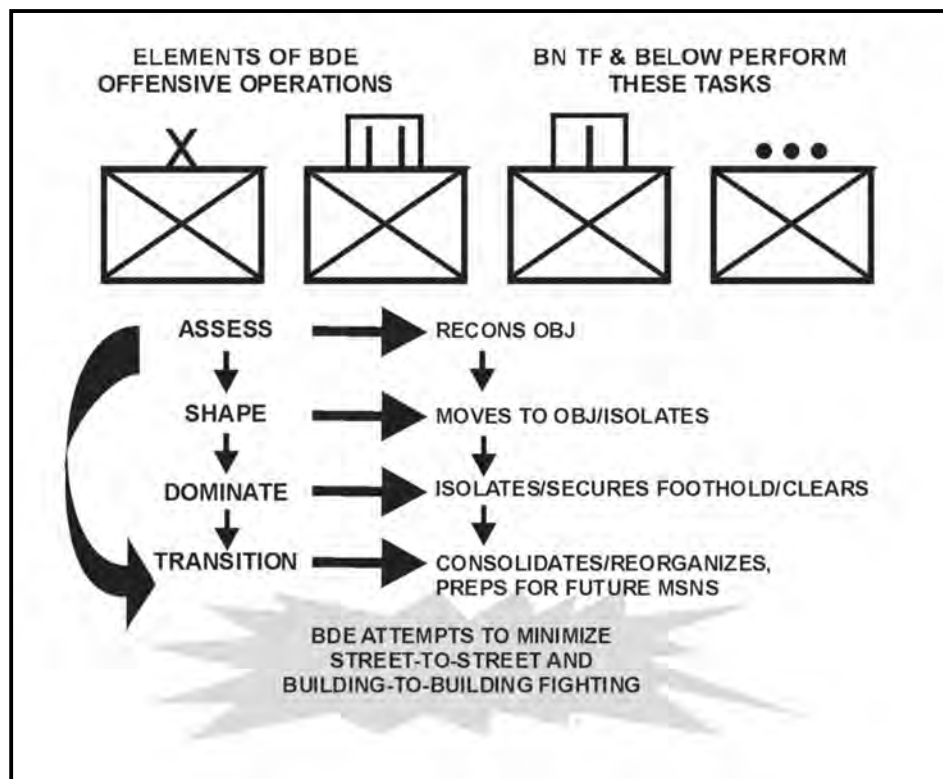 ELEMENTS OF BDE
OFFENSIVE OPERATIONS
BN TF & BELOW PERFORM
THESE TASKS
X
ASSESS
RECONS OBJ
SHAPE
MOVES TO OBJ/ISOLATES
DOMINATE
ISOLATES/SECURES FOOTHOLD/CLEARS
TRANSITION
CONSOLIDATES/REORGANIZES,
PREPS FOR FUTURE MSNS
BDE ATTEMPTS TO MINIMIZE
STREET-TO-STREET AND
BUILDING-TO-BUILDING FIGHTING